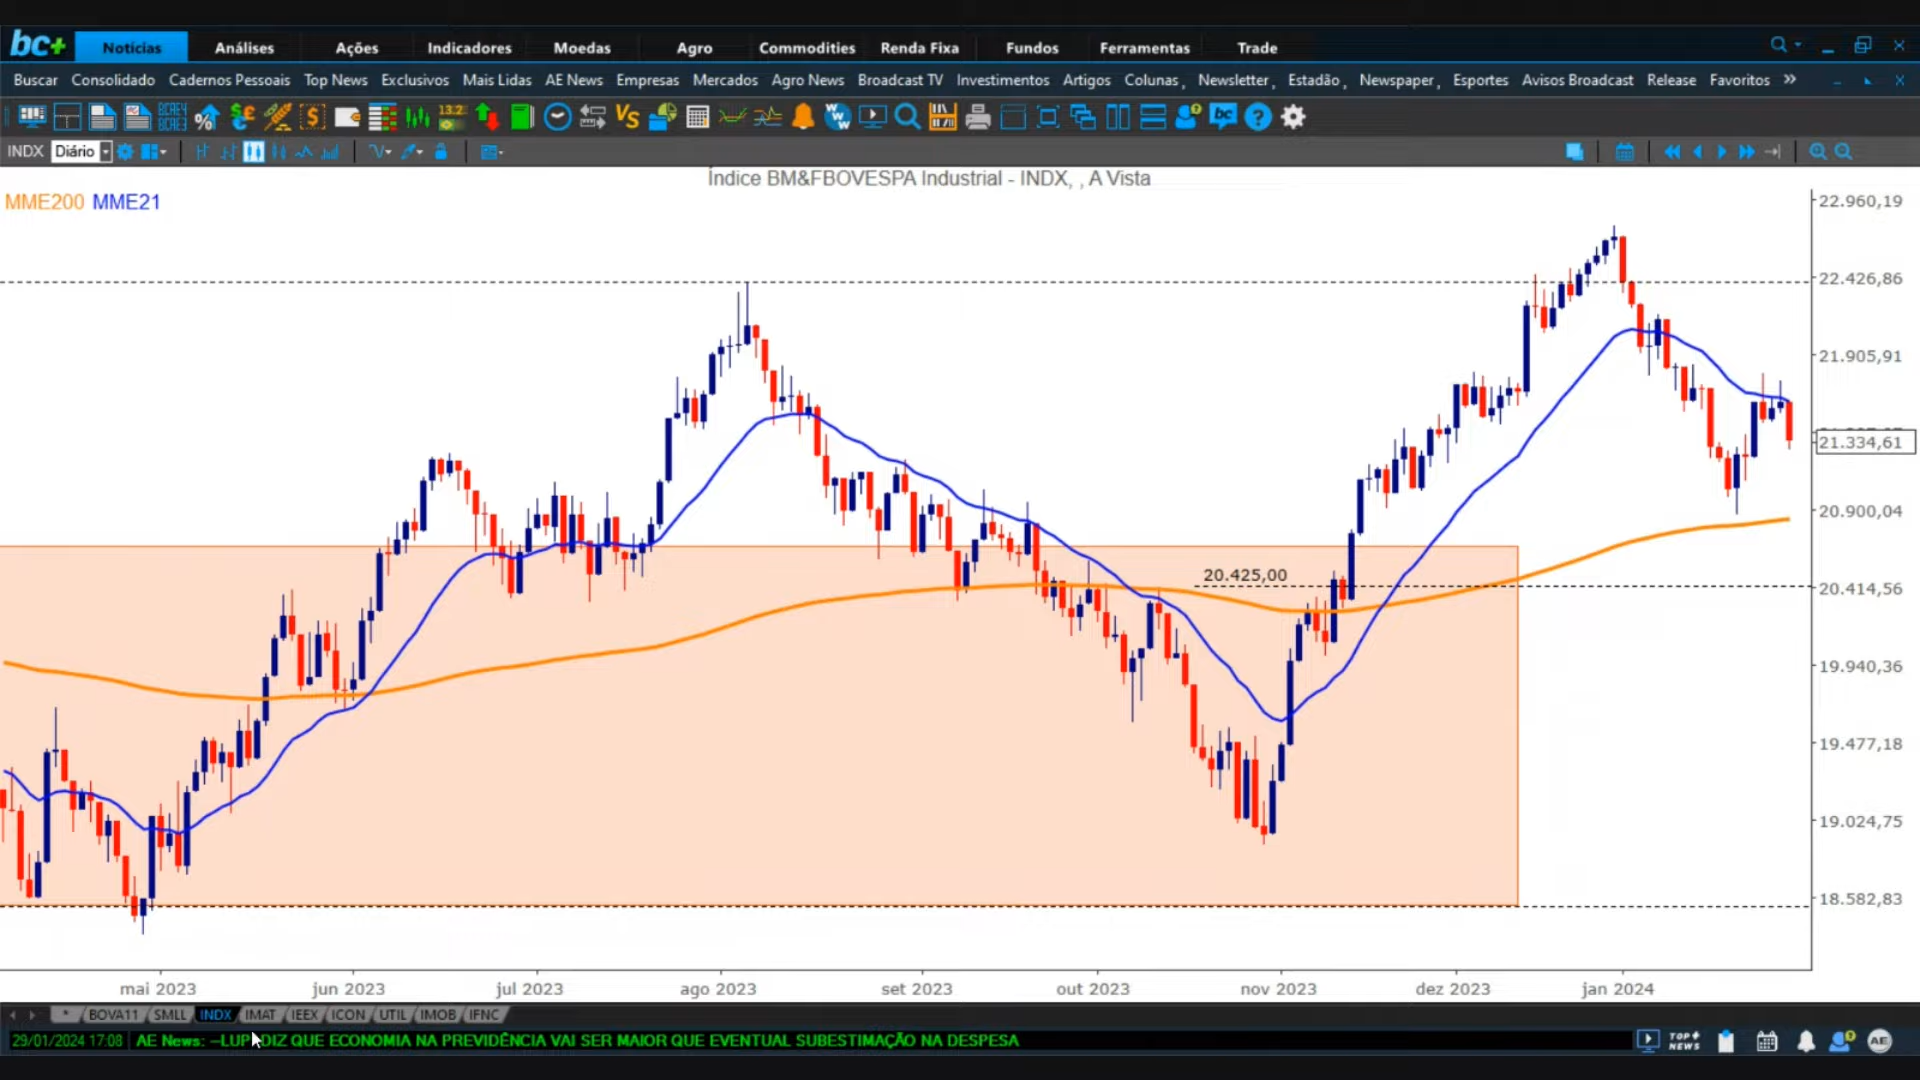 bc+ Notícias Análises Ações Indicadores Moedas Agro Commodities Renda Fixa Fundos Ferramentas Trade
Buscar Consolidado Cadernos Pessoais Top News Exclusivos Mais Lidas AE News Empresas Mercados Agro News Broadcast TV Investimentos Artigos Colunas Newsletter Estadão Newspaper Esportes Avisos Broadcast Release Favoritos »
INDX Diário
Índice BM&FBOVESPA Industrial - INDX, , A Vista
MME200 MME21
22.960,19
22.426,86
21.905,91
21.334,61
20.900,04
20.425,00
20.414,56
19.940,36
19.477,18
19.024,75
18.582,83
mai 2023 jun 2023 jul 2023 ago 2023 set 2023 out 2023 nov 2023 dez 2023 jan 2024
* BOVA11 SMLL INDX IMAT IEEX ICON UTIL IMOB IFNC
29/01/2024 17:08 AE News: --LUPI DIZ QUE ECONOMIA NA PREVIDÊNCIA VAI SER MAIOR QUE EVENTUAL SUBESTIMAÇÃO NA DESPESA TOP+ NEWS AE